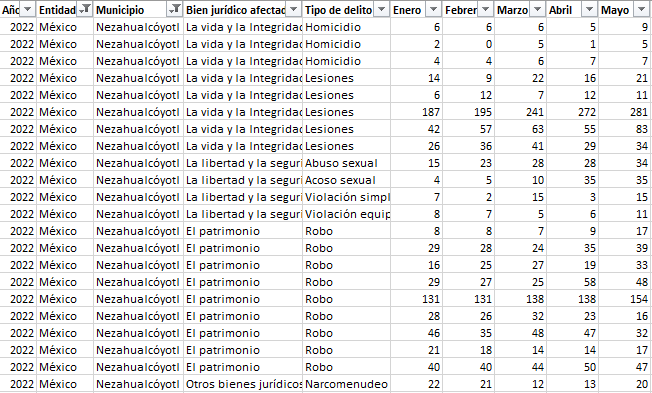 Año Entidad Municipio Bien jurídico afectad Tipo de delito Enero Febrer Marzo Abril Mayo
2022 México Nezahualcóyotl La vida y la Integridad Homicidio 6 6 6 5 9
2022 México Nezahualcóyotl La vida y la Integridad Homicidio 2 0 5 1 5
2022 México Nezahualcóyotl La vida y la Integridad Homicidio 4 4 6 7 7
2022 México Nezahualcóyotl La vida y la Integridad Lesiones 14 9 22 16 21
2022 México Nezahualcóyotl La vida y la Integridad Lesiones 6 12 7 12 11
2022 México Nezahualcóyotl La vida y la Integridad Lesiones 187 195 241 272 281
2022 México Nezahualcóyotl La vida y la Integridad Lesiones 42 57 63 55 83
2022 México Nezahualcóyotl La vida y la Integridad Lesiones 26 36 41 29 34
2022 México Nezahualcóyotl La libertad y la seguri Abuso sexual 15 23 28 28 34
2022 México Nezahualcóyotl La libertad y la seguri Acoso sexual 4 5 10 35 35
2022 México Nezahualcóyotl La libertad y la seguri Violación simpl 7 2 15 3 15
2022 México Nezahualcóyotl La libertad y la seguri Violación equip 8 7 5 6 11
2022 México Nezahualcóyotl El patrimonio Robo 8 8 7 9 17
2022 México Nezahualcóyotl El patrimonio Robo 29 28 24 35 39
2022 México Nezahualcóyotl El patrimonio Robo 16 25 27 19 33
2022 México Nezahualcóyotl El patrimonio Robo 29 27 25 58 48
2022 México Nezahualcóyotl El patrimonio Robo 131 131 138 138 154
2022 México Nezahualcóyotl El patrimonio Robo 28 26 32 23 16
2022 México Nezahualcóyotl El patrimonio Robo 46 35 48 47 32
2022 México Nezahualcóyotl El patrimonio Robo 21 18 14 14 17
2022 México Nezahualcóyotl El patrimonio Robo 40 40 44 50 47
2022 México Nezahualcóyotl Otros bienes jurídicos Narcomenudeo 22 21 12 13 20